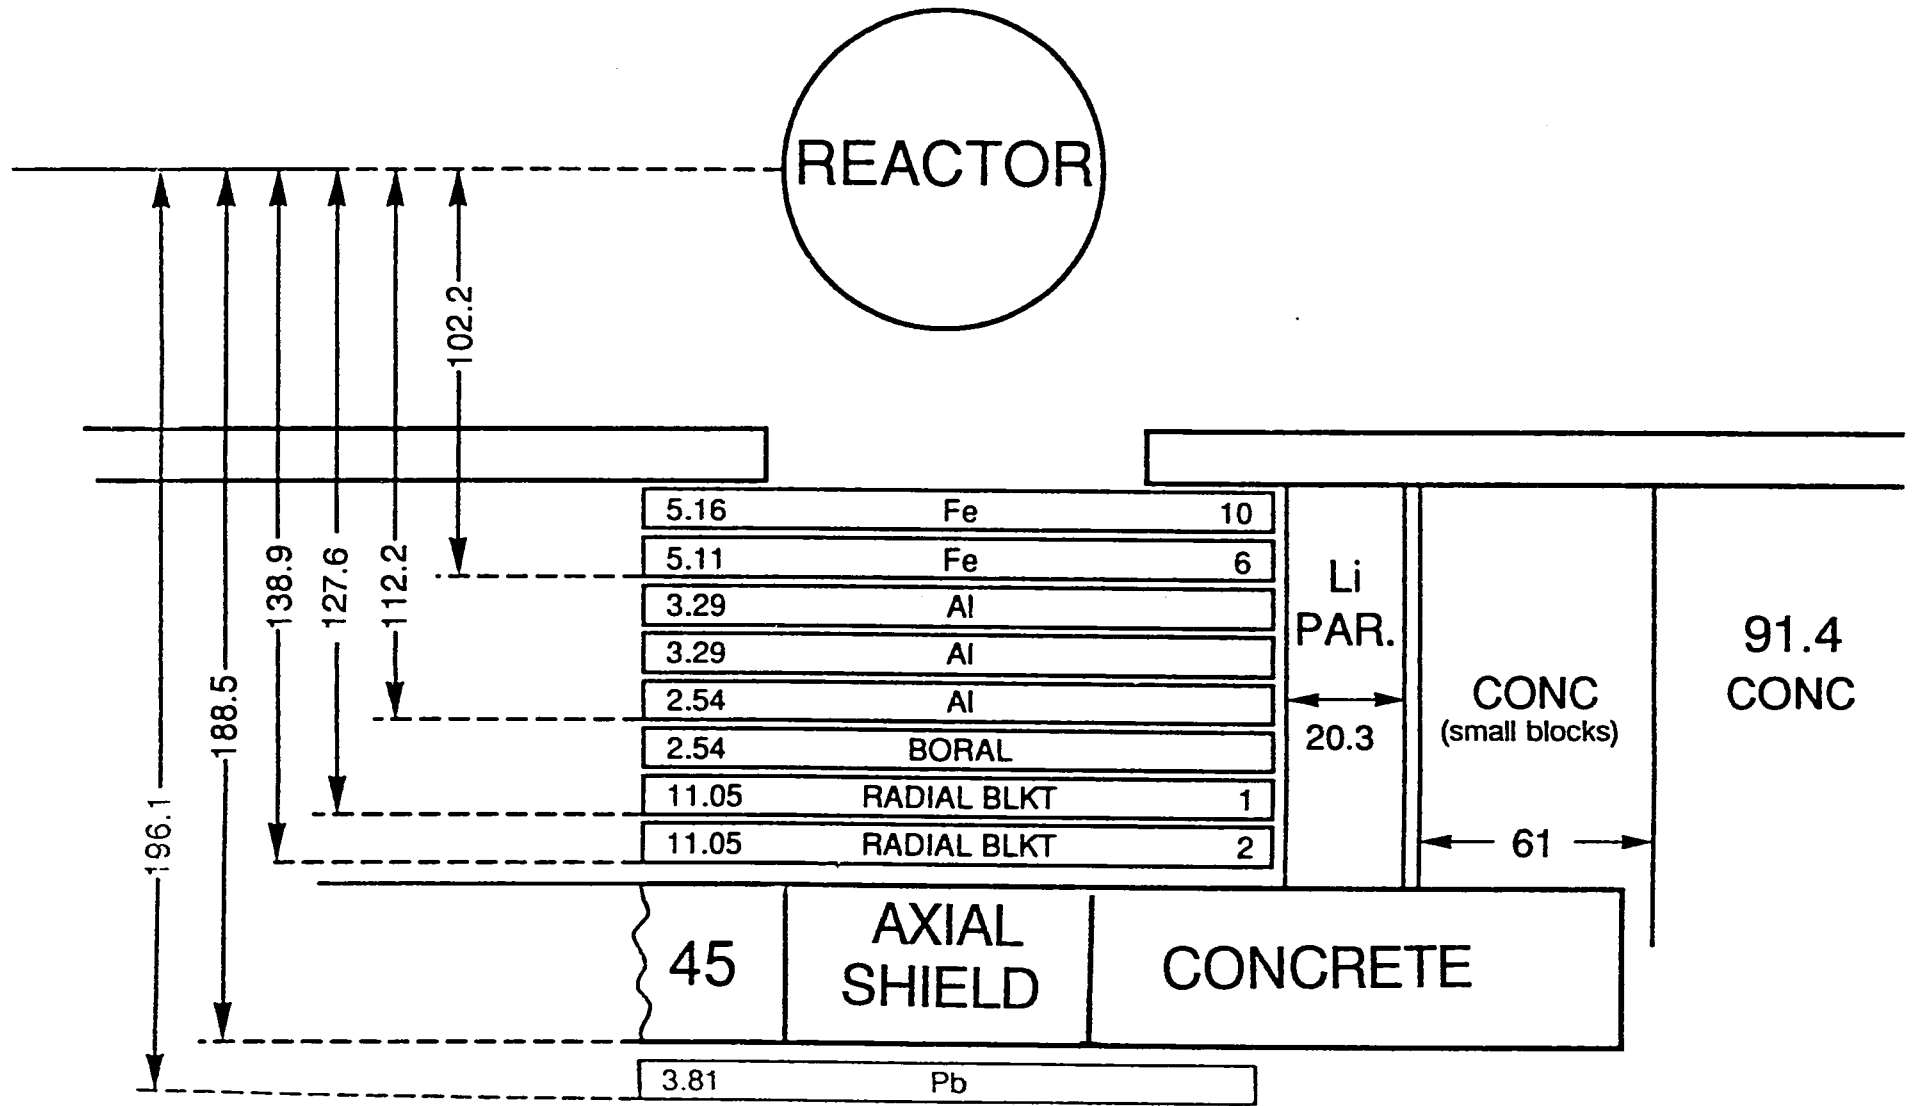 REACTOR
102.2
112.2
127.6
138.9
188.5
196.1
5.16 Fe 10
5.11 Fe 6
3.29 Al
3.29 Al
2.54 Al
2.54 BORAL
11.05 RADIAL BLKT 1
11.05 RADIAL BLKT 2
Li
PAR.
20.3
CONC
(small blocks)
61
91.4
CONC
45
AXIAL
SHIELD
CONCRETE
3.81 Pb